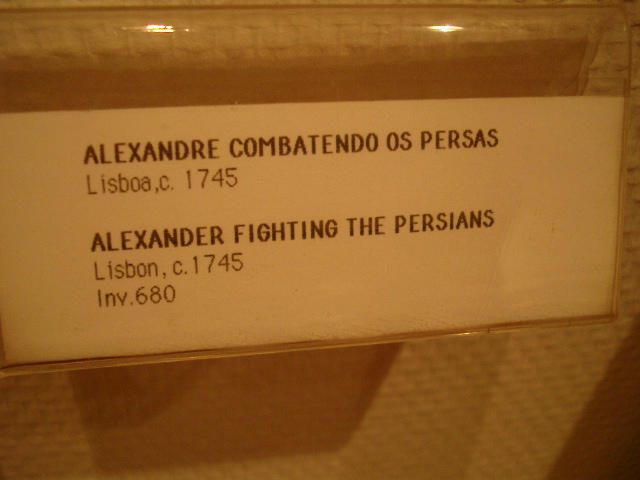 ALEXANDRE COMBATENDO OS PERSAS
Lisboa,c. 1745
ALEXANDER FIGHTING THE PERSIANS
Lisbon, c.1745
Inv.680